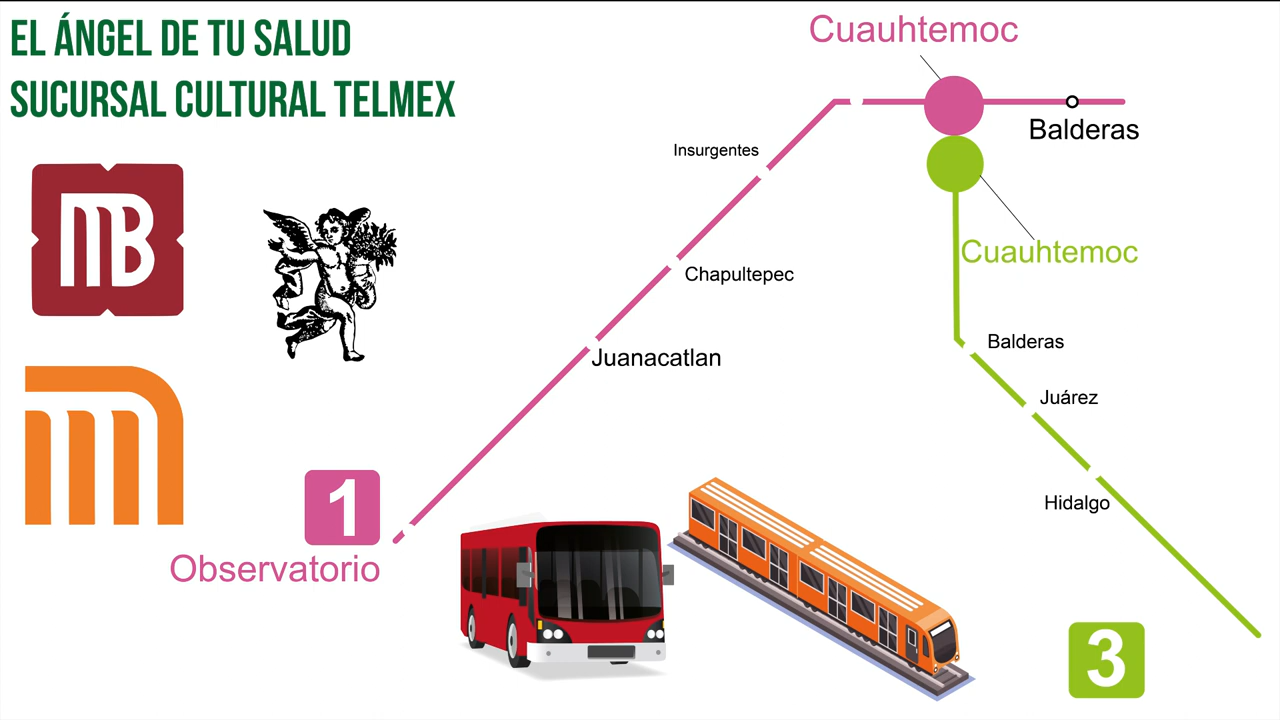 EL ÁNGEL DE TU SALUD
SUCURSAL CULTURAL TELMEX
MB
Cuauhtemoc
Balderas
Insurgentes
Cuauhtemoc
Chapultepec
Balderas
Juanacatlan
Juárez
1
Hidalgo
Observatorio
3